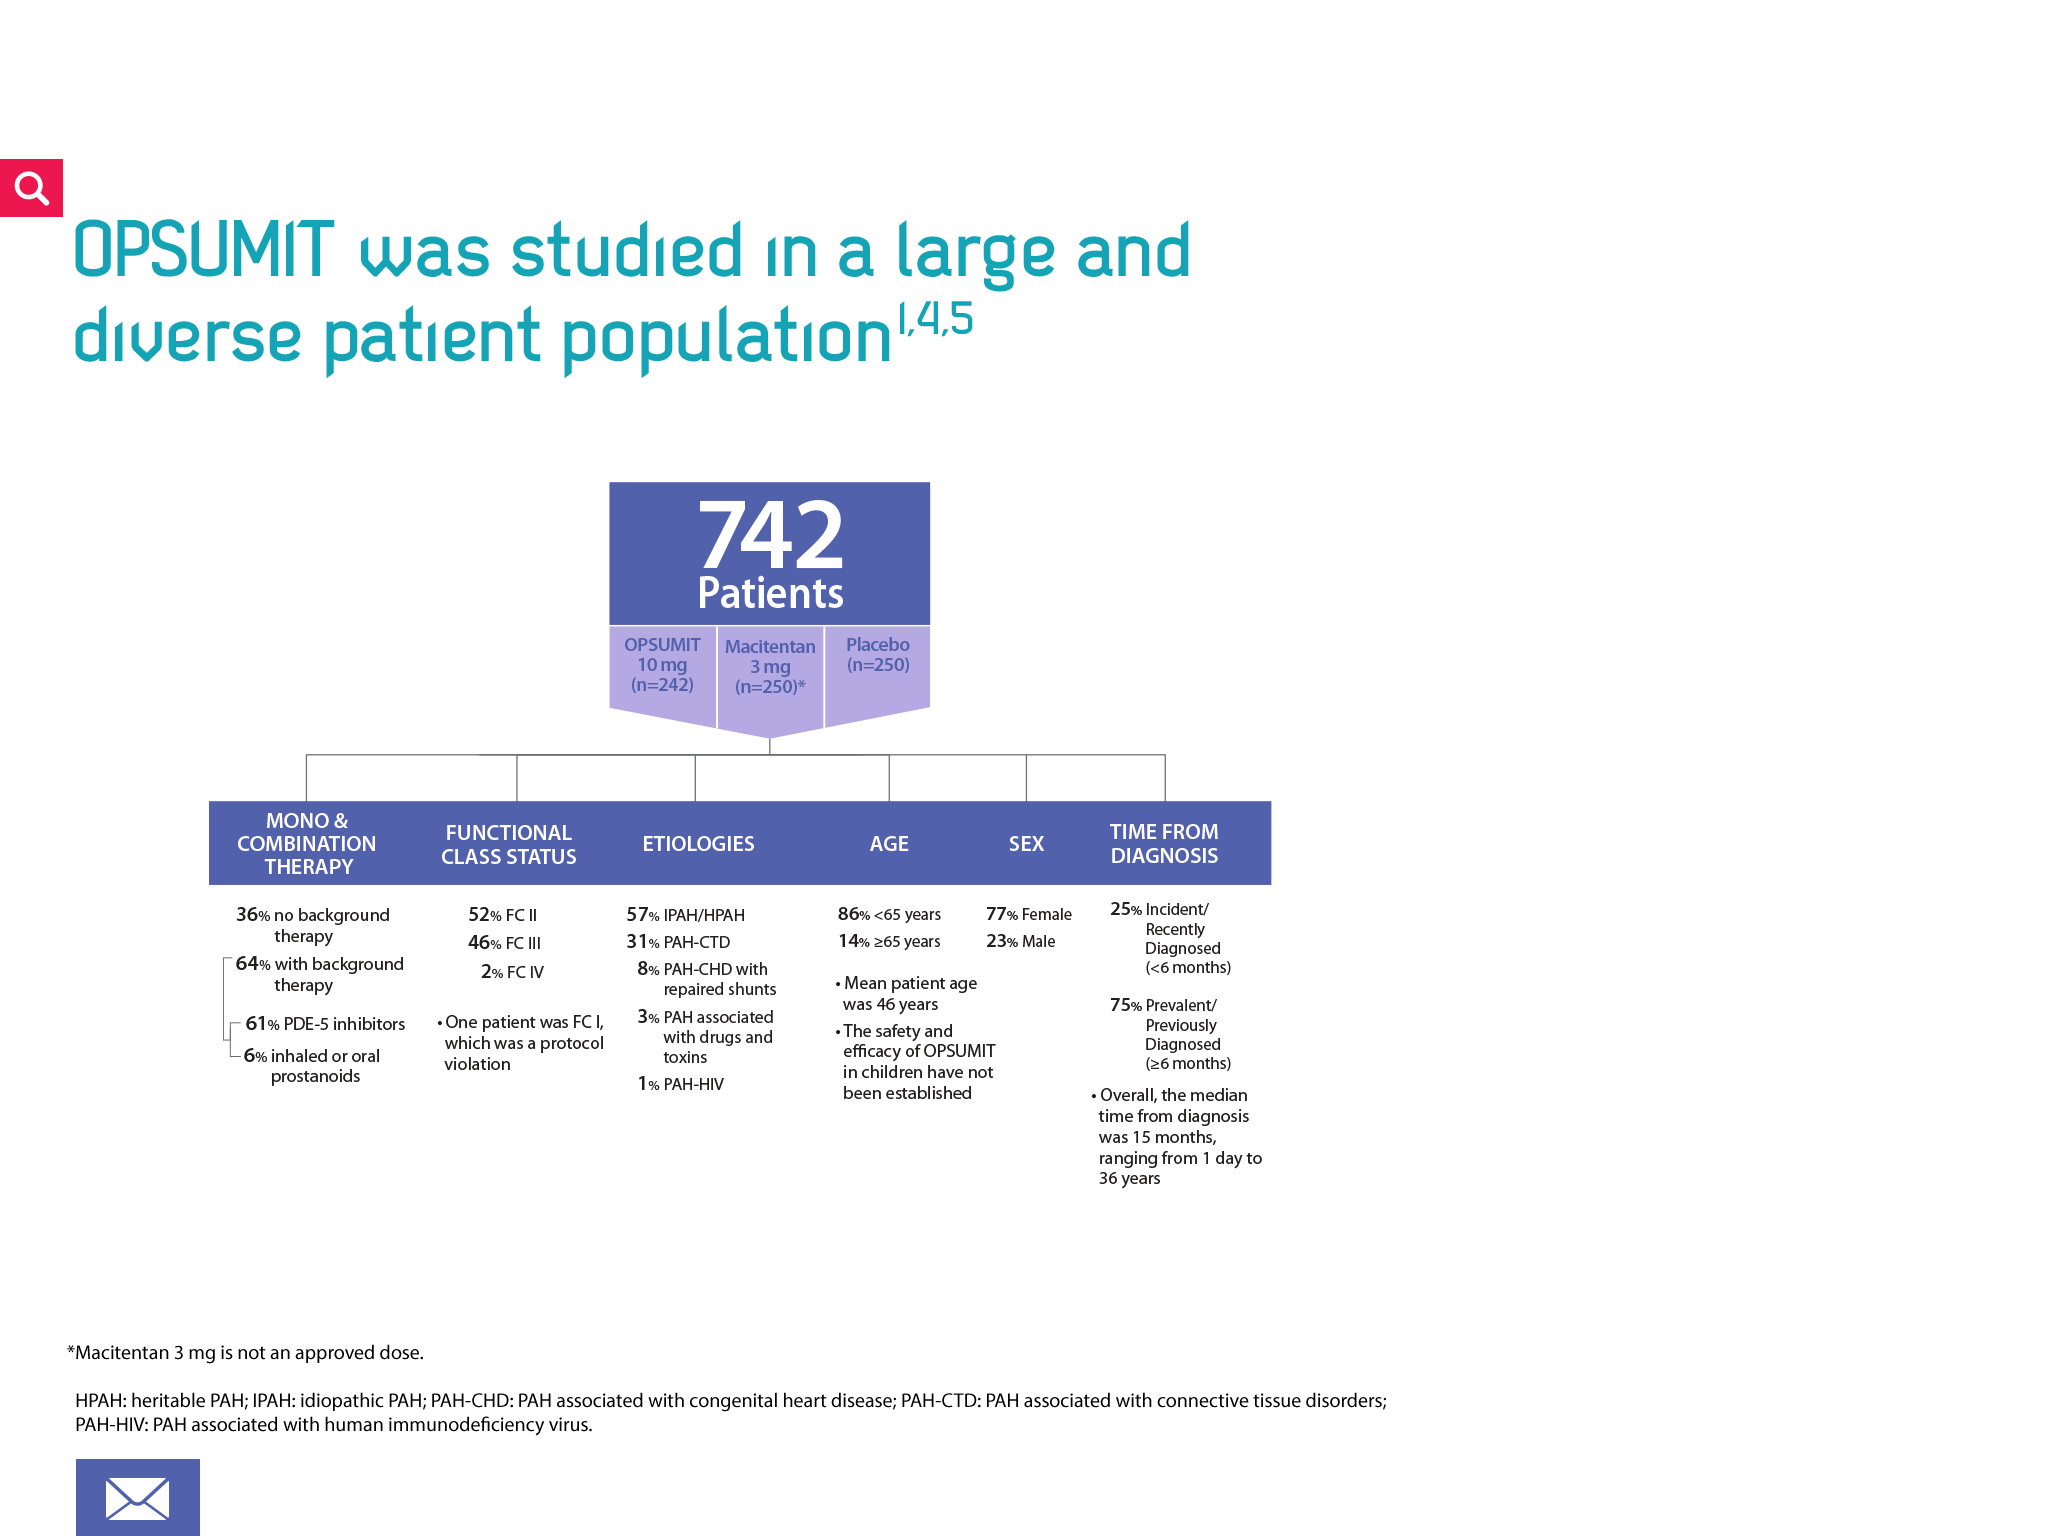 OPSUMIT was studied in a large and
diverse patient population1,4,5
742
Patients
OPSUMIT
10 mg
(n=242)
Macitentan
3 mg
(n=250)*
Placebo
(n=250)
MONO &
COMBINATION
THERAPY
36% no background
therapy
64% with background
therapy
61% PDE-5 inhibitors
6% inhaled or oral
prostanoids
FUNCTIONAL
CLASS STATUS
52% FC II
46% FC III
2% FC IV
• One patient was FC I,
which was a protocol
violation
ETIOLOGIES
57% IPAH/HPAH
31% PAH-CTD
8% PAH-CHD with
repaired shunts
3% PAH associated
with drugs and
toxins
1% PAH-HIV
AGE
86% <65 years
14% ≥65 years
• Mean patient age
was 46 years
• The safety and
efficacy of OPSUMIT
in children have not
been established
SEX
77% Female
23% Male
TIME FROM
DIAGNOSIS
25% Incident/
Recently
Diagnosed
(<6 months)
75% Prevalent/
Previously
Diagnosed
(≥6 months)
• Overall, the median
time from diagnosis
was 15 months,
ranging from 1 day to
36 years
*Macitentan 3 mg is not an approved dose.
HPAH: heritable PAH; IPAH: idiopathic PAH; PAH-CHD: PAH associated with congenital heart disease; PAH-CTD: PAH associated with connective tissue disorders;
PAH-HIV: PAH associated with human immunodeficiency virus.